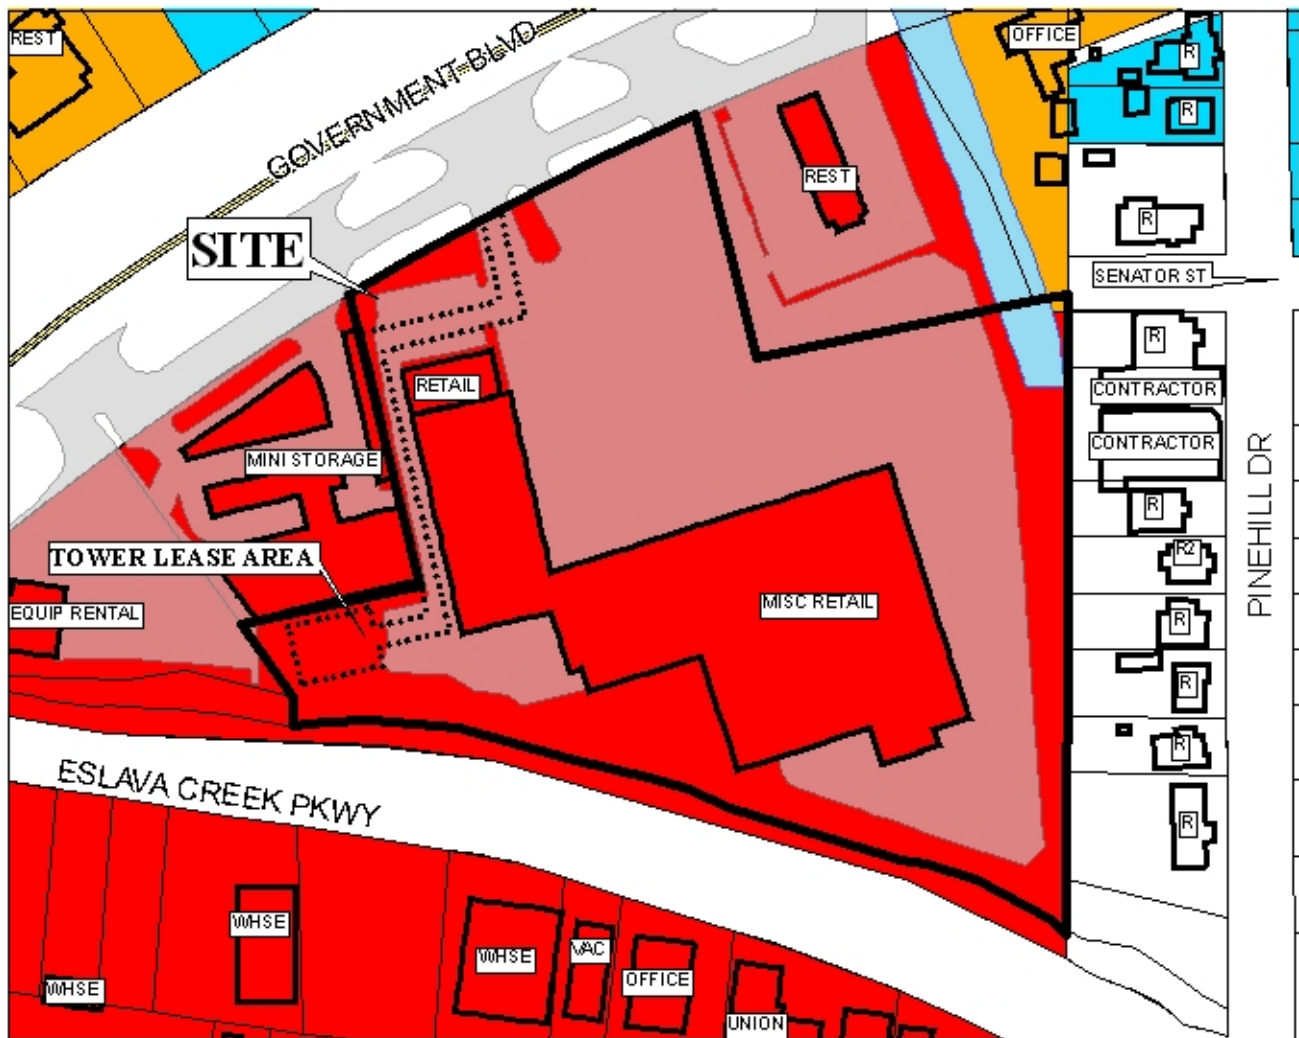 REST
OFFICE
R
R
GOVERNMENT BLVD
REST
R
SITE
SENATOR ST
R
RETAIL
CONTRACTOR
CONTRACTOR
MINI STORAGE
R
PINEHILL DR
R2
TOWER LEASE AREA
EQUIP RENTAL
MISC RETAIL
R
R
R
ESLAVA CREEK PKWY
R
WHSE
WHSE
VAC
OFFICE
WHSE
UNION